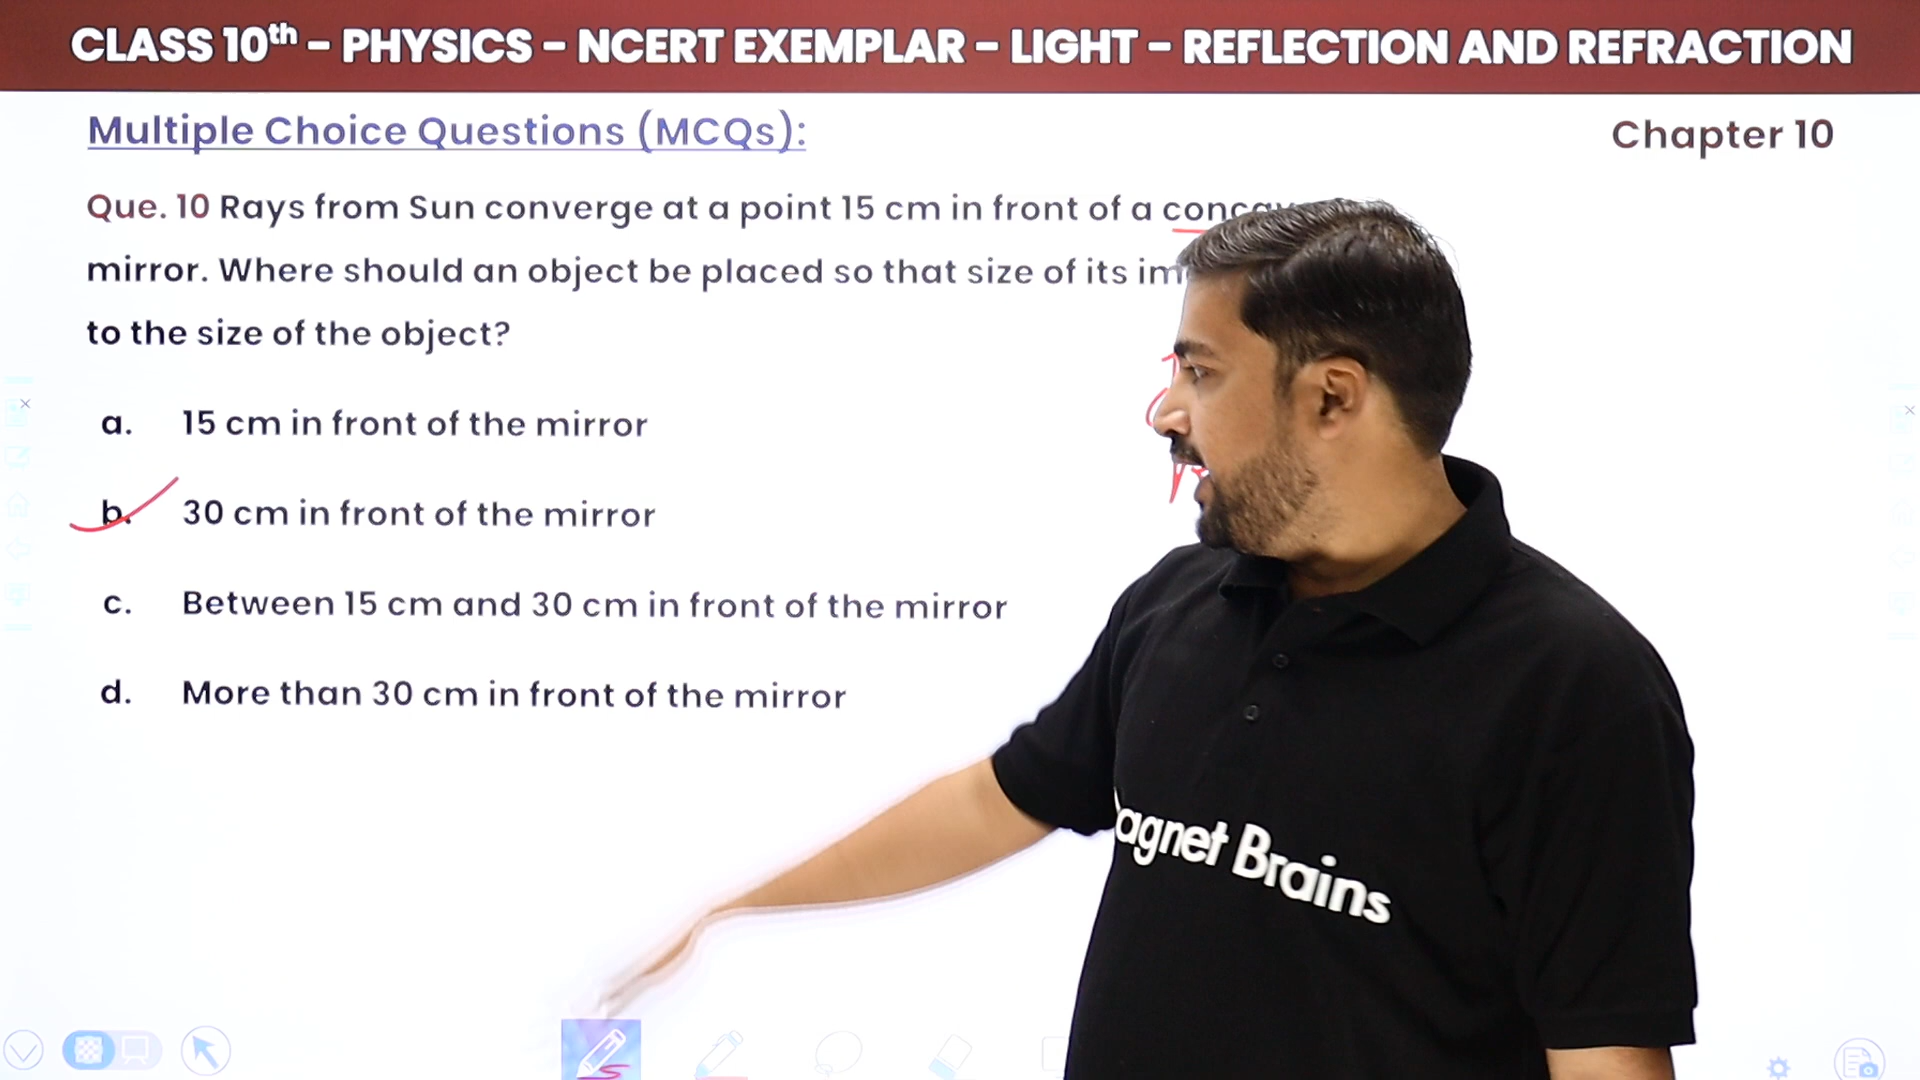 CLASS 10th - PHYSICS - NCERT EXEMPLAR - LIGHT - REFLECTION AND REFRACTION
Multiple Choice Questions (MCQs):
Chapter 10
Que. 10 Rays from Sun converge at a point 15 cm in front of a
mirror. Where should an object be placed so that size of its
to the size of the object?
a. 15 cm in front of the mirror
b. 30 cm in front of the mirror
c. Between 15 cm and 30 cm in front of the mirror
d. More than 30 cm in front of the mirror
Brains